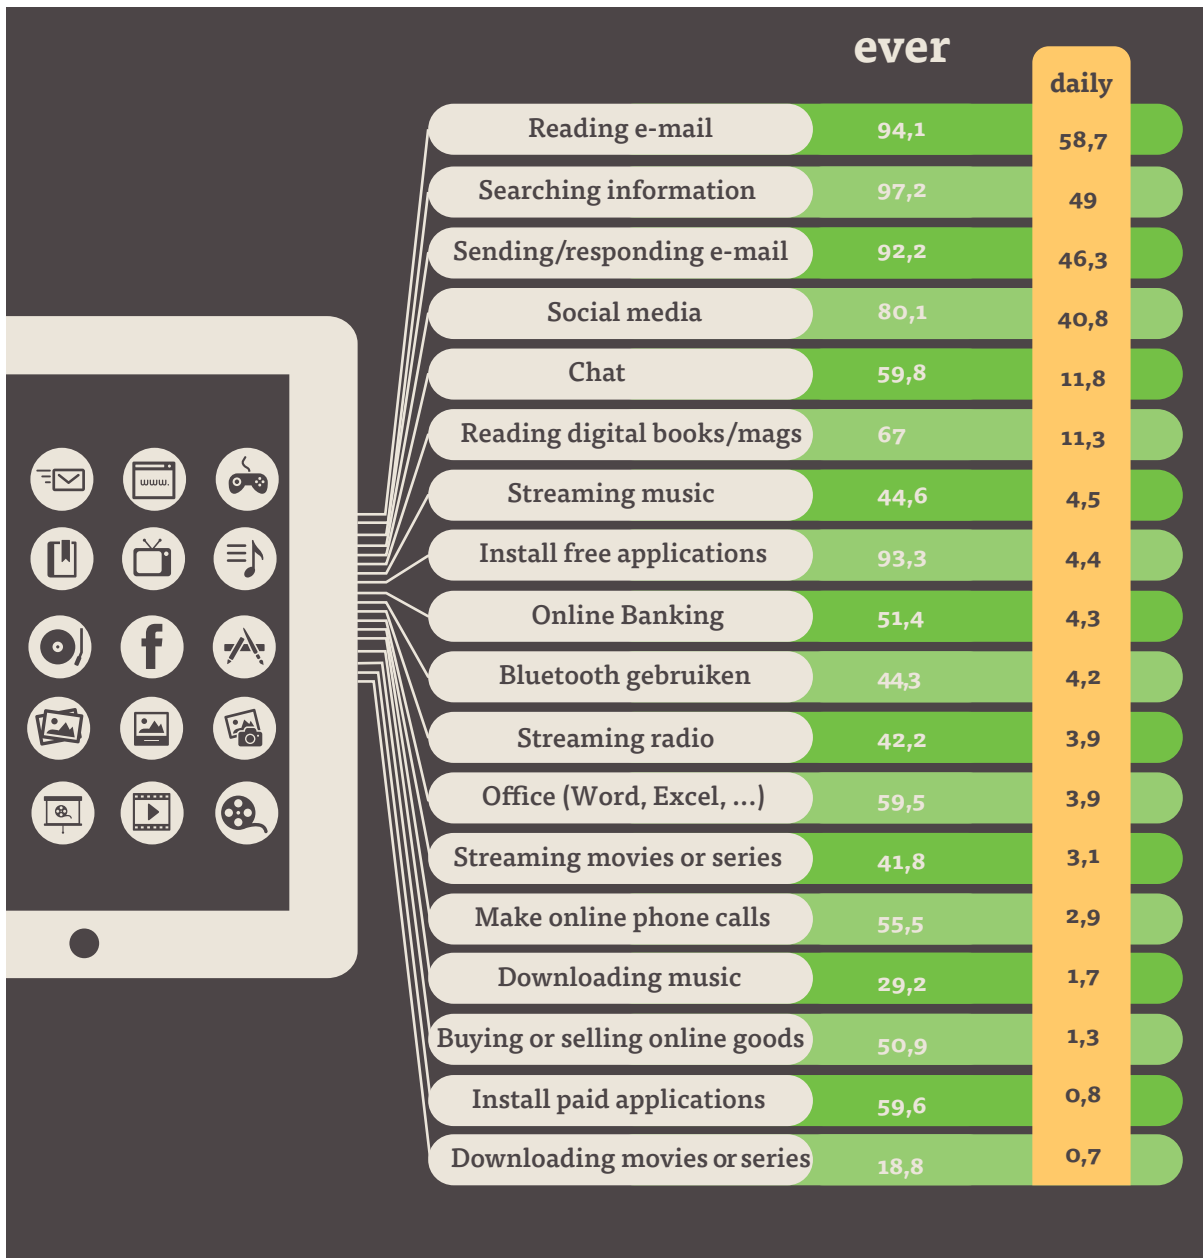 ever
daily
Reading e-mail 94,1 58,7
Searching information 97,2 49
Sending/responding e-mail 92,2 46,3
Social media 80,1 40,8
Chat 59,8 11,8
Reading digital books/mags 67 11,3
Streaming music 44,6 4,5
www. Install free applications 93,3 4,4
Online Banking 51,4 4,3
Bluetooth gebruiken 44,3 4,2
Streaming radio 42,2 3,9
Office (Word, Excel, ...) 59,5 3,9
Streaming movies or series 41,8 3,1
Make online phone calls 55,5 2,9
Downloading music 29,2 1,7
Buying or selling online goods 50,9 1,3
Install paid applications 59,6 0,8
Downloading movies or series 18,8 0,7